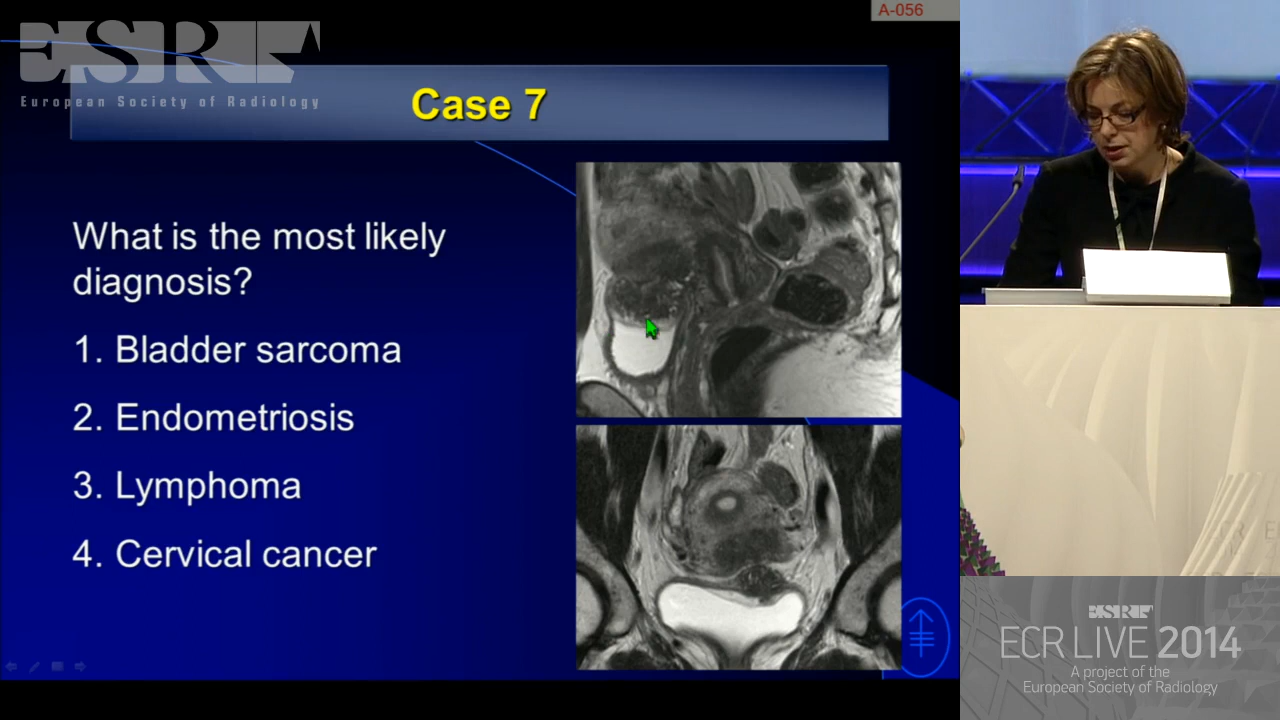 A-056
ESR
European Society of Radiology
Case 7
What is the most likely
diagnosis?
1. Bladder sarcoma
2. Endometriosis
3. Lymphoma
4. Cervical cancer
ESR
ECR LIVE 2014
A project of the
European Society of Radiology